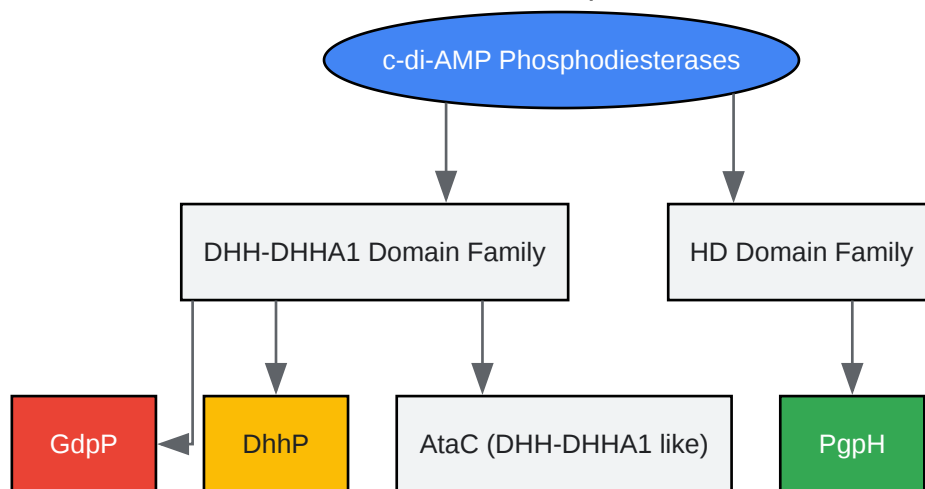 c-di-AMP Phosphodiesterases
DHH-DHHA1 Domain Family
HD Domain Family
GdpP
DhhP
AtaC (DHH-DHHA1 like)
PgpH